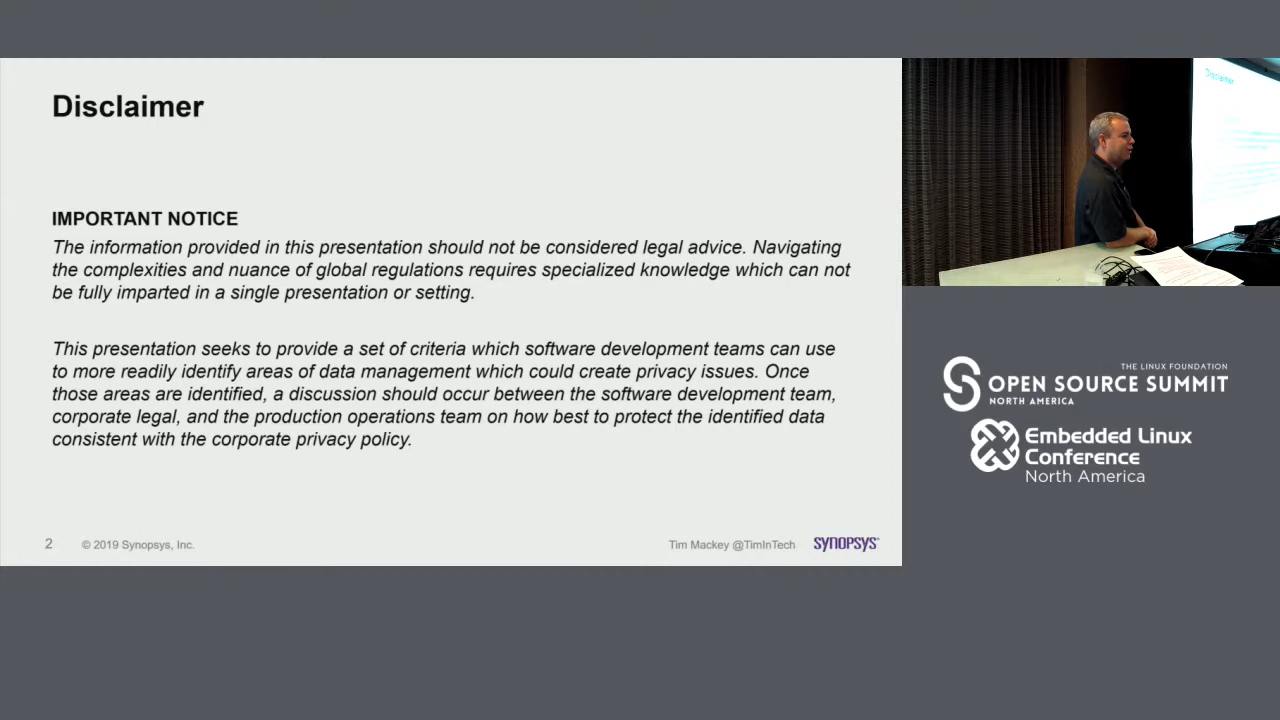 Disclaimer
IMPORTANT NOTICE
The information provided in this presentation should not be considered legal advice. Navigating
the complexities and nuance of global regulations requires specialized knowledge which can not
be fully imparted in a single presentation or setting.
This presentation seeks to provide a set of criteria which software development teams can use
to more readily identify areas of data management which could create privacy issues. Once
those areas are identified, a discussion should occur between the software development team,
corporate legal, and the production operations team on how best to protect the identified data
consistent with the corporate privacy policy.
2
© 2019 Synopsys, Inc.
Tim Mackey @TimInTech
SYNOPSYS®
Disclaimer
THE LINUX FOUNDATION
OPEN SOURCE SUMMIT
NORTH AMERICA
Embedded Linux
Conference
North America